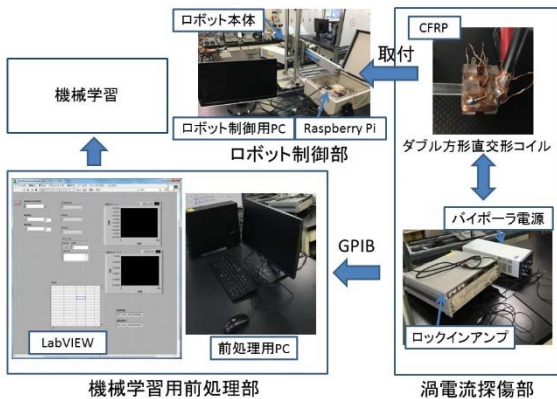 ロボット本体
CFRP
取付
機械学習
ロボット制御用PC
Raspberry Pi
ロボット制御部
ダブル方形直交形コイル
バイポーラ電源
GPIB
ロックインアンプ
LabVIEW
前処理用PC
機械学習用前処理部
渦電流探傷部